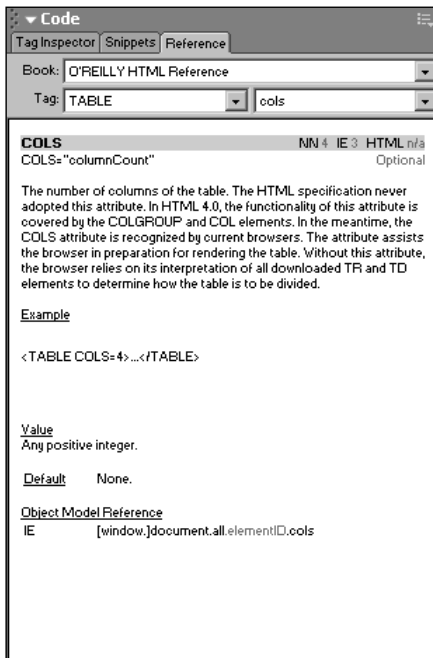 Code
Tag Inspector Snippets Reference
Book: O'REILLY HTML Reference
Tag: TABLE cols
COLS NN 4 IE 3 HTML n/a
COLS="columnCount" Optional
The number of columns of the table. The HTML specification never
adopted this attribute. In HTML 4.0, the functionality of this attribute is
covered by the COLGROUP and COL elements. In the meantime, the
COLS attribute is recognized by current browsers. The attribute assists
the browser in preparation for rendering the table. Without this attribute,
the browser relies on its interpretation of all downloaded TR and TD
elements to determine how the table is to be divided.
Example
<TABLE COLS=4>...</TABLE>
Value
Any positive integer.
Default None.
Object Model Reference
IE [window.]document.all.elementID.cols